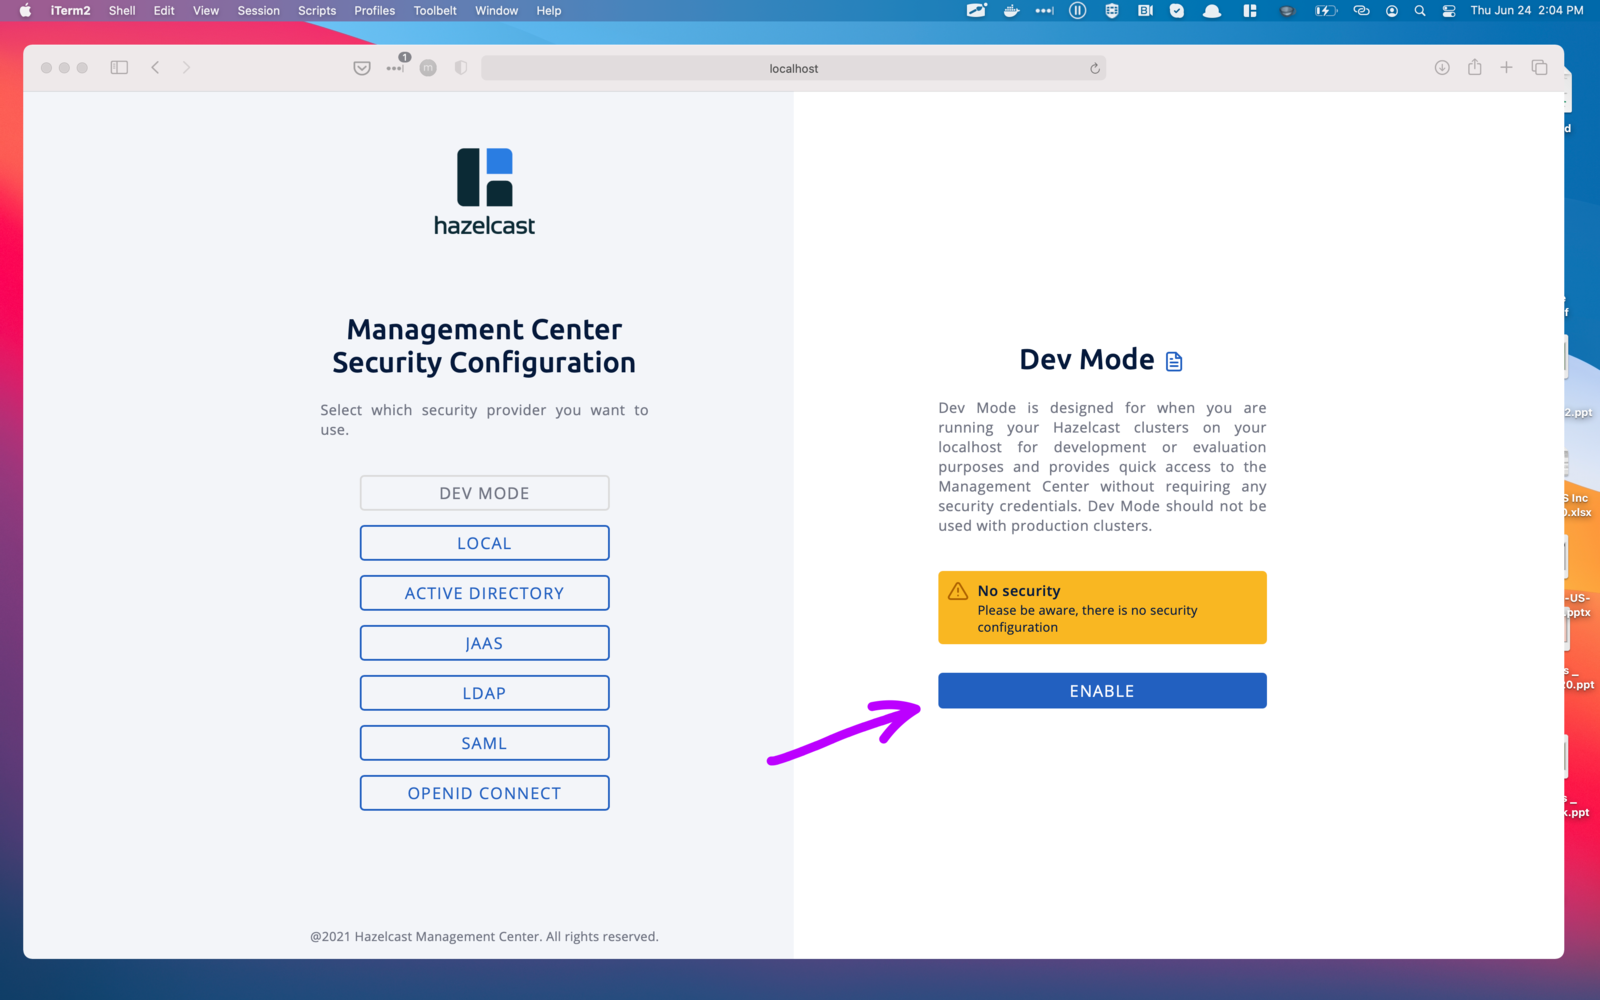 iTerm2 Shell Edit View Session Scripts Profiles Toolbelt Window Help Thu Jun 24 2:04 PM
1
m
localhost
d
hazelcast
Management Center
Security Configuration
Select which security provider you want to
use.
DEV MODE
LOCAL
ACTIVE DIRECTORY
JAAS
LDAP
SAML
OPENID CONNECT
@2021 Hazelcast Management Center. All rights reserved.
Dev Mode
Dev Mode is designed for when you are
running your Hazelcast clusters on your
localhost for development or evaluation
purposes and provides quick access to the
Management Center without requiring any
security credentials. Dev Mode should not be
used with production clusters.
No security
Please be aware, there is no security
configuration
ENABLE
f
2.ppt
S Inc
0.xlsx
-US-
.pptx
s_
0.ppt
s_
k.ppt